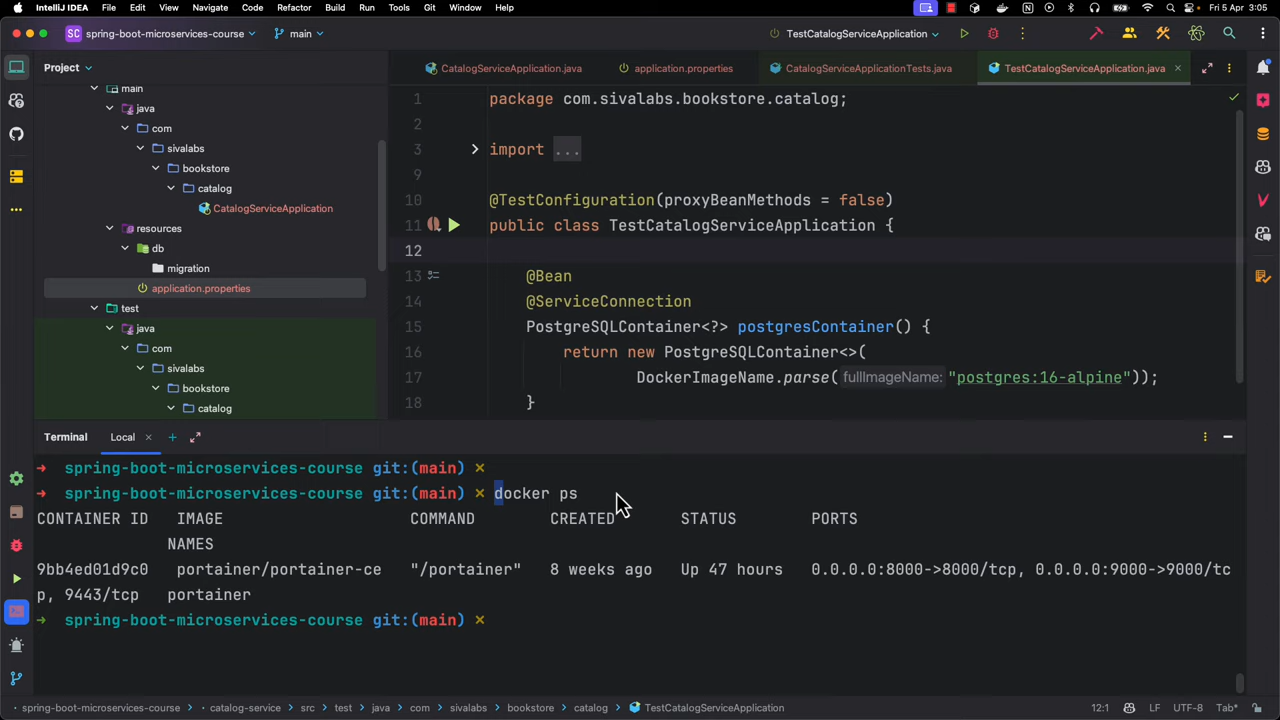 IntelliJ IDEA File Edit View Navigate Code Refactor Build Run Tools Git Window Help Fri 5 Apr 3:05
SC spring-boot-microservices-course main TestCatalogServiceApplication
Project
CatalogServiceApplication.java application.properties CatalogServiceApplicationTests.java TestCatalogServiceApplication.java
main
java
com
sivalabs
bookstore
catalog
CatalogServiceApplication
resources
db
migration
application.properties
test
java
com
sivalabs
bookstore
catalog
1 package com.sivalabs.bookstore.catalog;
2
3 import ...
9
10 @TestConfiguration(proxyBeanMethods = false)
11 public class TestCatalogServiceApplication {
12
13 @Bean
14 @ServiceConnection
15 PostgreSQLContainer<?> postgresContainer() {
16 return new PostgreSQLContainer<>(
17 DockerImageName.parse( fullImageName: "postgres:16-alpine"));
18 }
Terminal Local
→ spring-boot-microservices-course git:(main) ×
→ spring-boot-microservices-course git:(main) × docker ps
CONTAINER ID IMAGE COMMAND CREATED STATUS PORTS
NAMES
9bb4ed01d9c0 portainer/portainer-ce "/portainer" 8 weeks ago Up 47 hours 0.0.0.0:8000->8000/tcp, 0.0.0.0:9000->9000/tc
p, 9443/tcp portainer
→ spring-boot-microservices-course git:(main) ×
spring-boot-microservices-course › catalog-service › src › test › java › com › sivalabs › bookstore › catalog › TestCatalogServiceApplication 12:1 LF UTF-8 Tab*